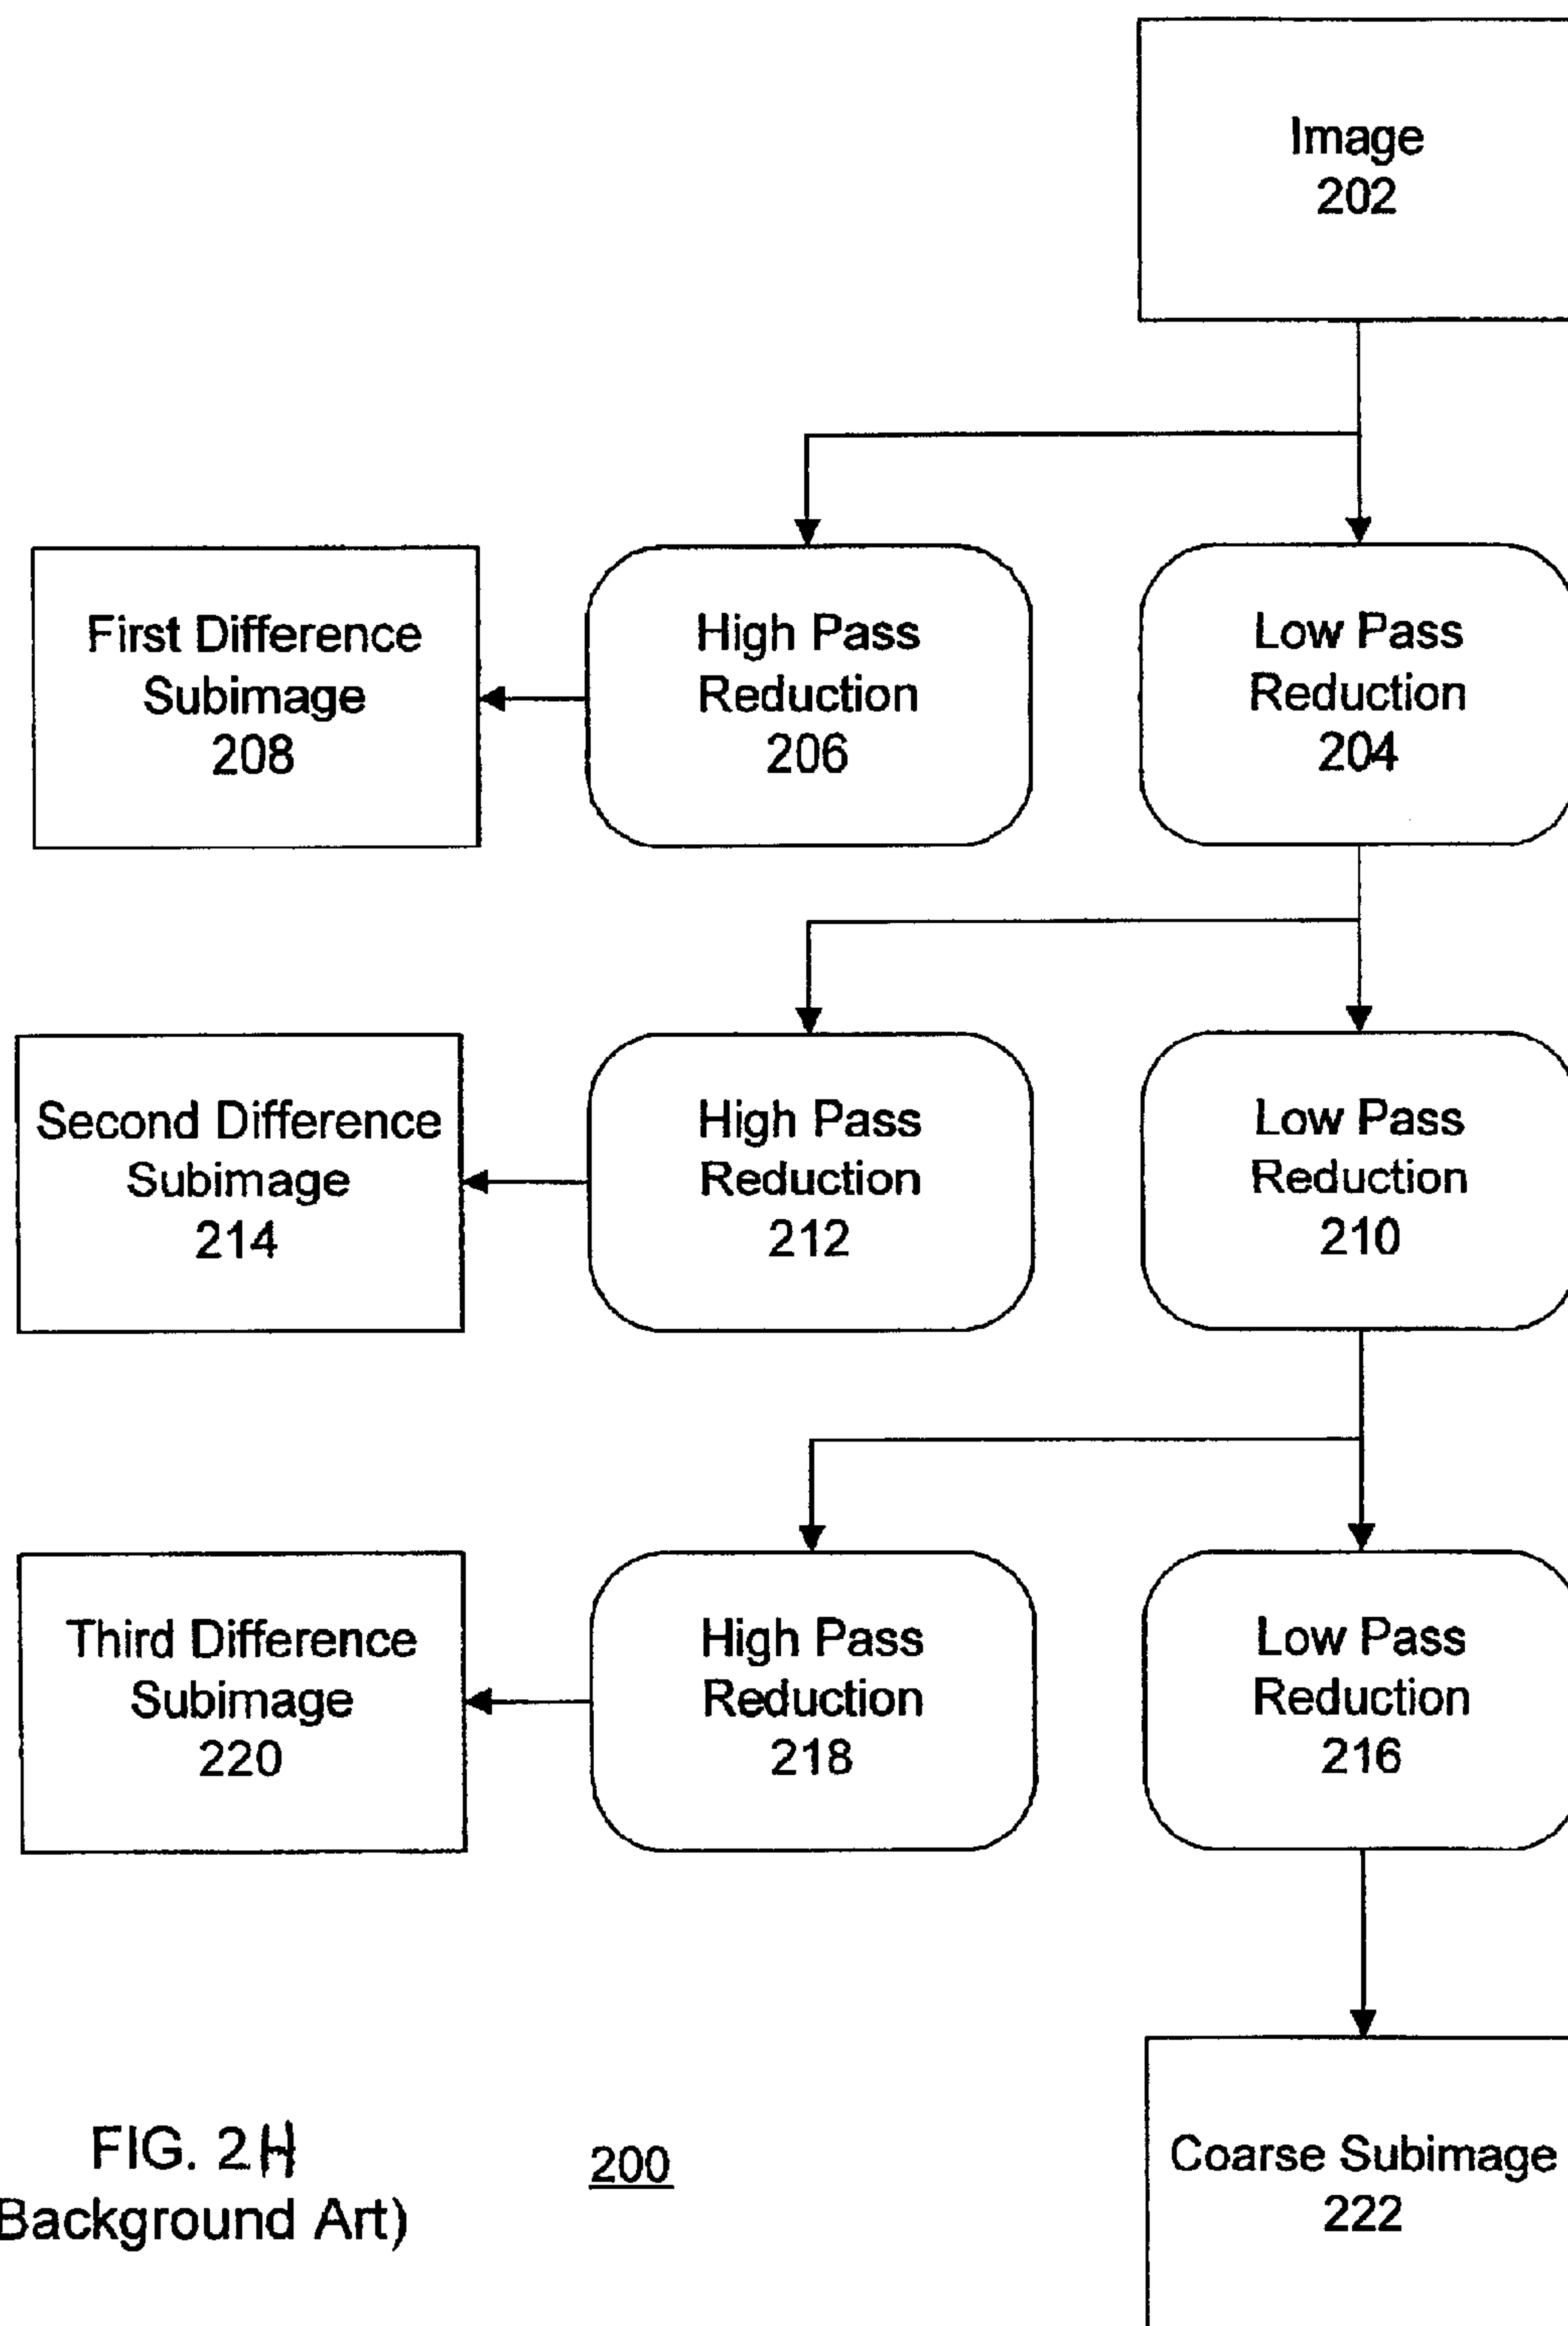 Image
202
First Difference
Subimage
208
High Pass
Reduction
206
Low Pass
Reduction
204
Second Difference
Subimage
214
High Pass
Reduction
212
Low Pass
Reduction
210
Third Difference
Subimage
220
High Pass
Reduction
218
Low Pass
Reduction
216
Coarse Subimage
222
FIG. 2H
Background Art)
200